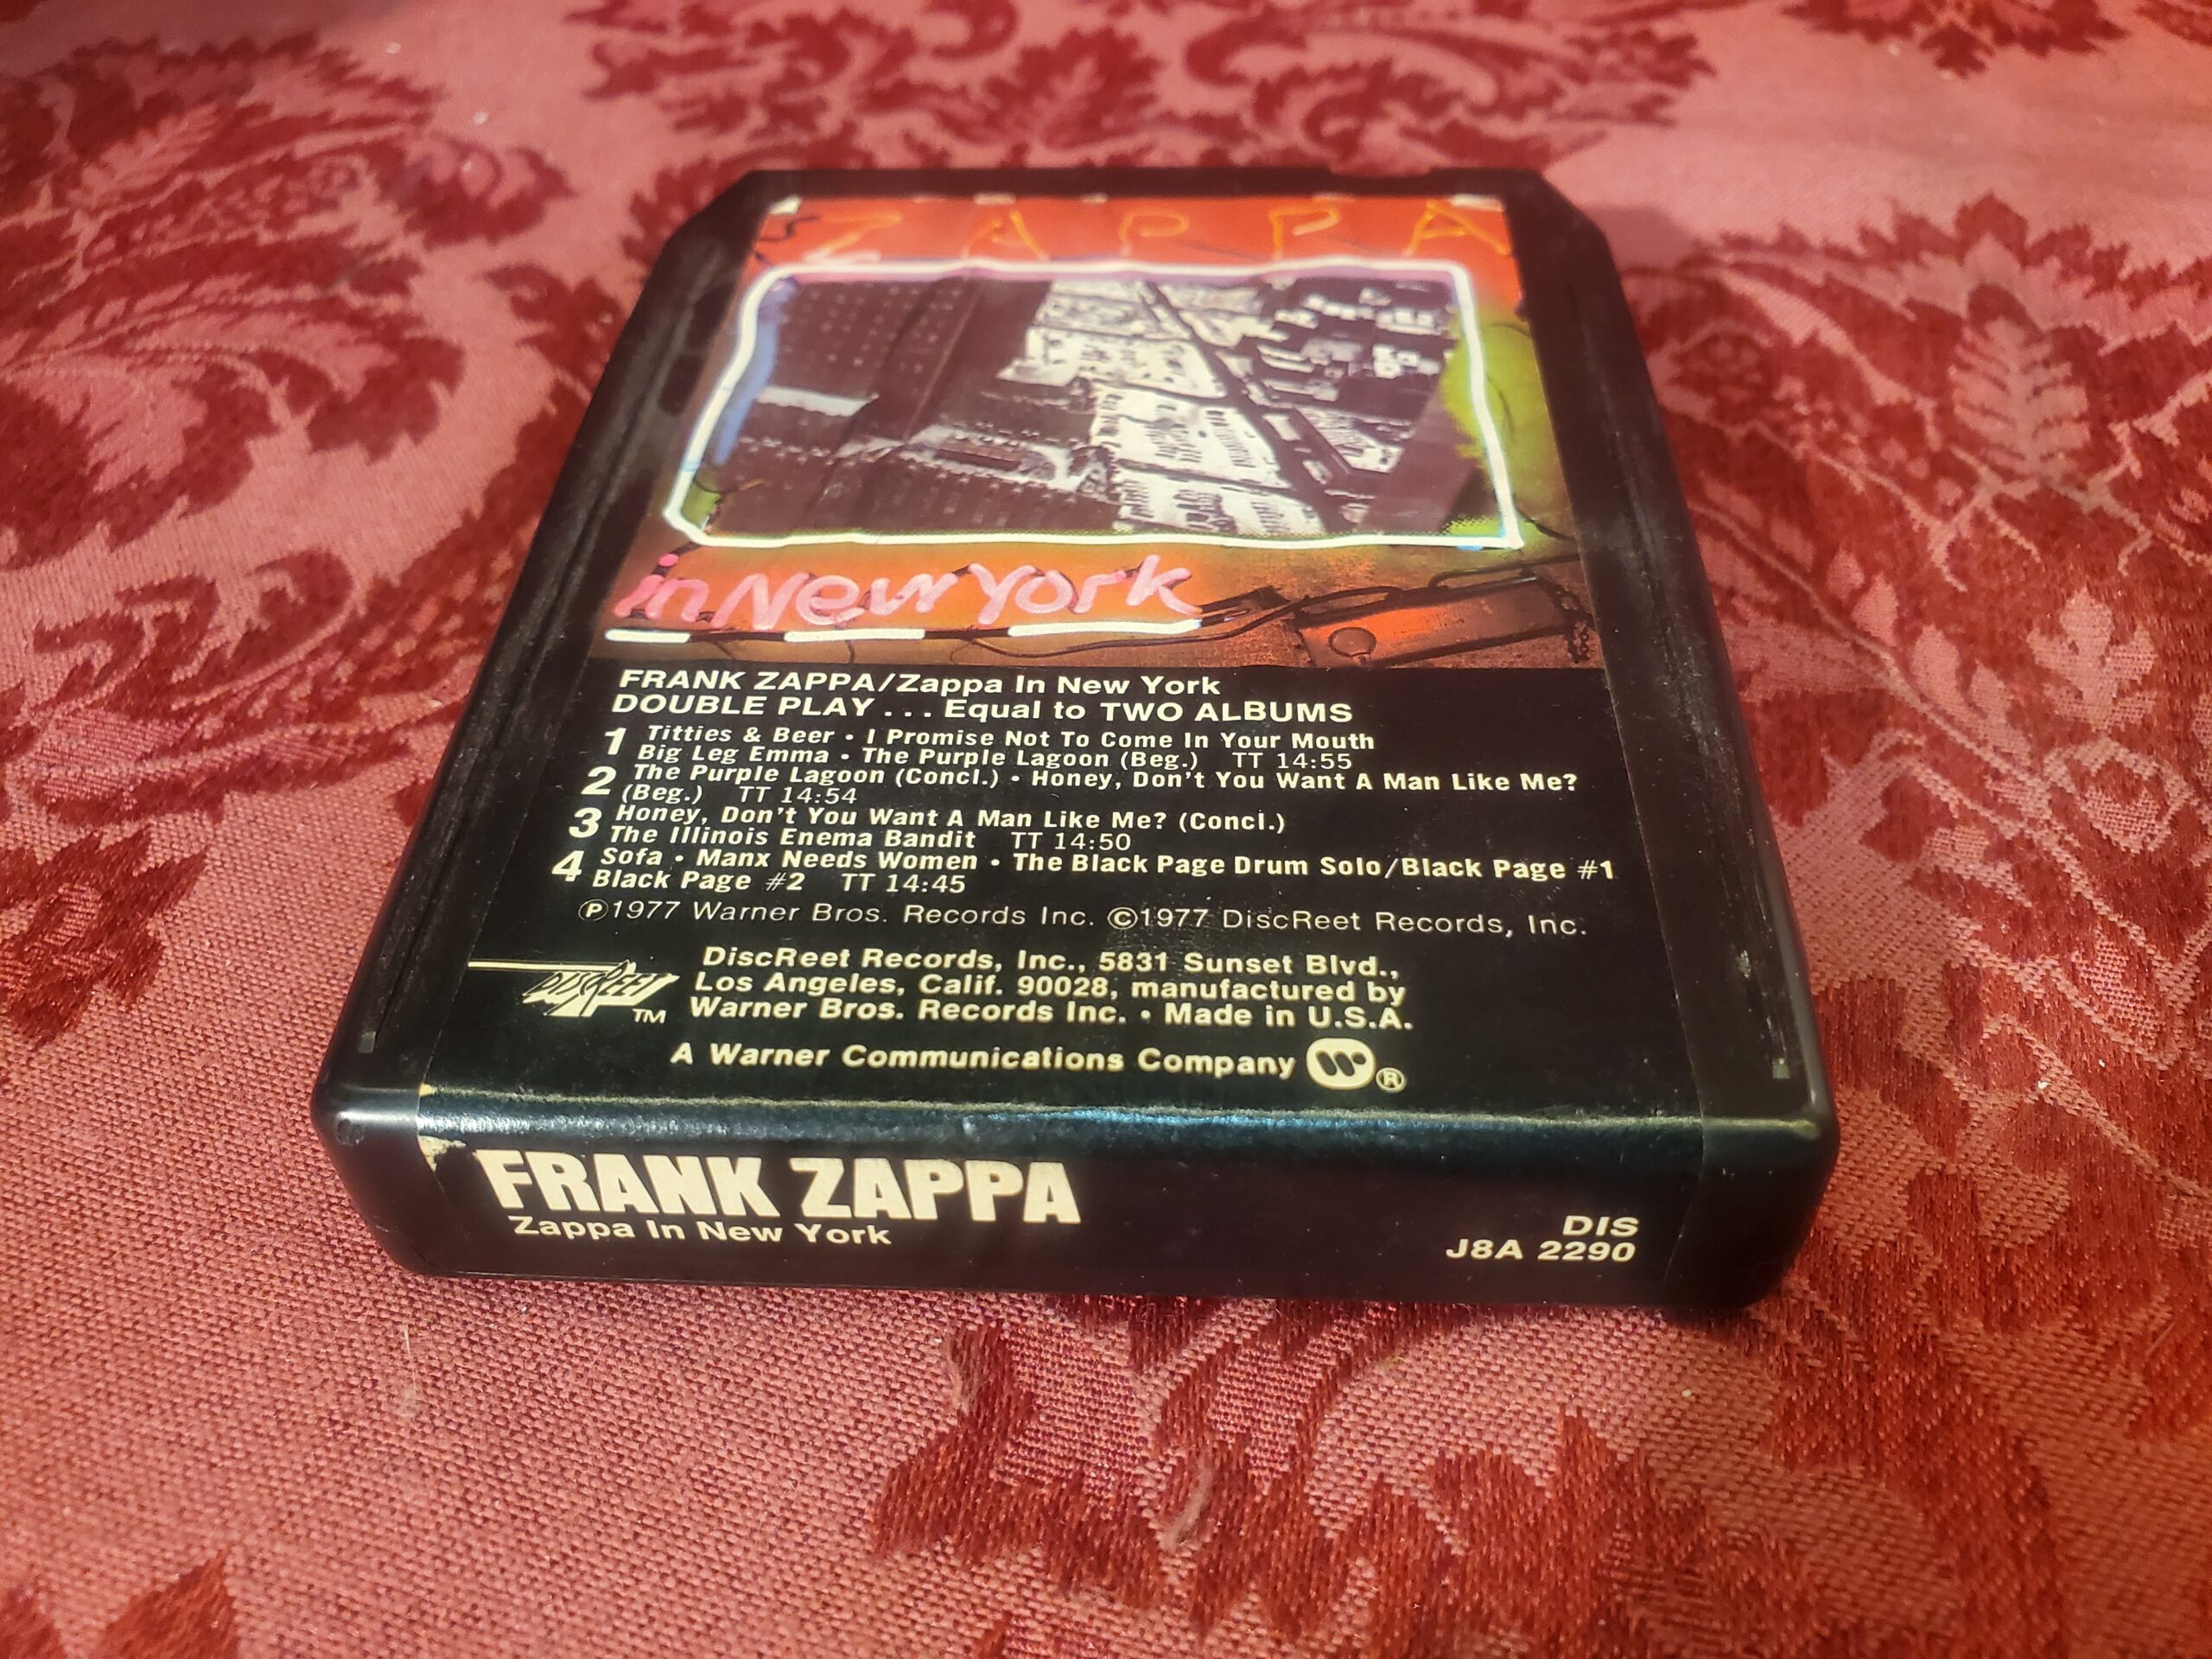 ZAPPA
in New York
FRANK ZAPPA/Zappa In New York
DOUBLE PLAY . . . Equal to TWO ALBUMS
1 Titties & Beer • I Promise Not To Come In Your Mouth
Big Leg Emma • The Purple Lagoon (Beg.) TT 14:55
2 The Purple Lagoon (Concl.) • Honey, Don't You Want A Man Like Me?
(Beg.) TT 14:54
3 Honey, Don't You Want A Man Like Me? (Concl.)
The Illinois Enema Bandit TT 14:50
4 Sofa • Manx Needs Women • The Black Page Drum Solo/Black Page #1
Black Page #2 TT 14:45
℗1977 Warner Bros. Records Inc. ©1977 DiscReet Records, Inc.
DISCREET TM
DiscReet Records, Inc., 5831 Sunset Blvd.,
Los Angeles, Calif. 90028, manufactured by
Warner Bros. Records Inc. • Made in U.S.A.
A Warner Communications Company ®
FRANK ZAPPA
Zappa In New York
DIS
J8A 2290